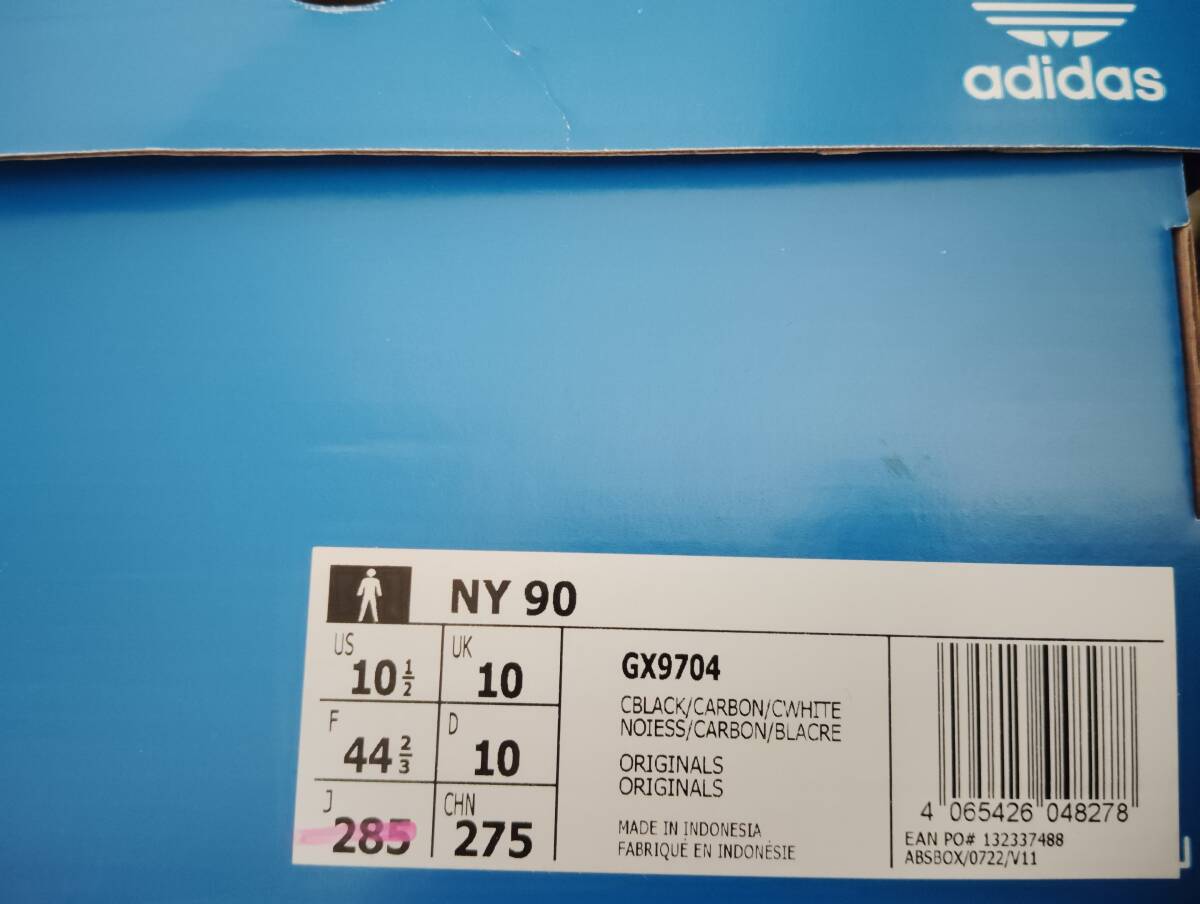 adidas
NY 90
US 10 1/2
UK 10
F 44 2/3
D 10
J 285
CHN 275
GX9704
CBLACK/CARBON/CWHITE
NOIESS/CARBON/BLACRE
ORIGINALS
ORIGINALS
MADE IN INDONESIA
FABRIQUÉ EN INDONÉSIE
4 065426 048278
EAN PO# 132337488
ABSBOX/0722/V11